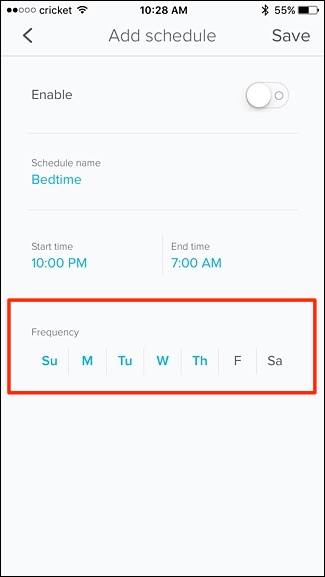 cricket 10:28 AM 55%
Add schedule Save
Enable
Schedule name
Bedtime
Start time End time
10:00 PM 7:00 AM
Frequency
Su M Tu W Th F Sa